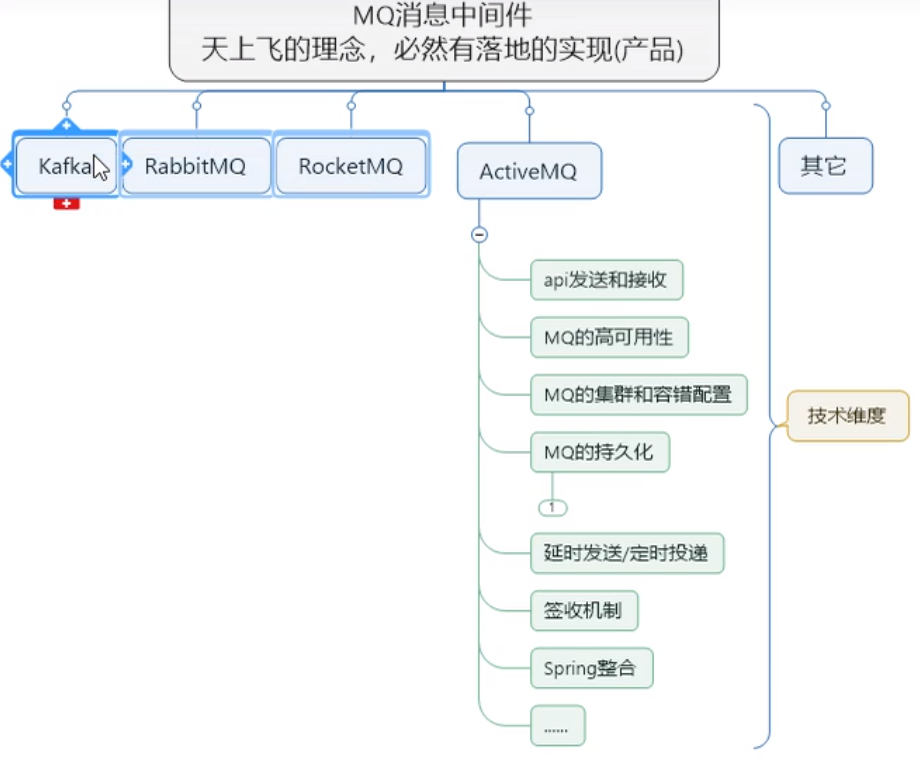 MQ消息中间件
天上飞的理念，必然有落地的实现(产品)
Kafka
RabbitMQ
RocketMQ
ActiveMQ
其它
api发送和接收
MQ的高可用性
MQ的集群和容错配置
技术维度
MQ的持久化
1
延时发送/定时投递
签收机制
Spring整合
......